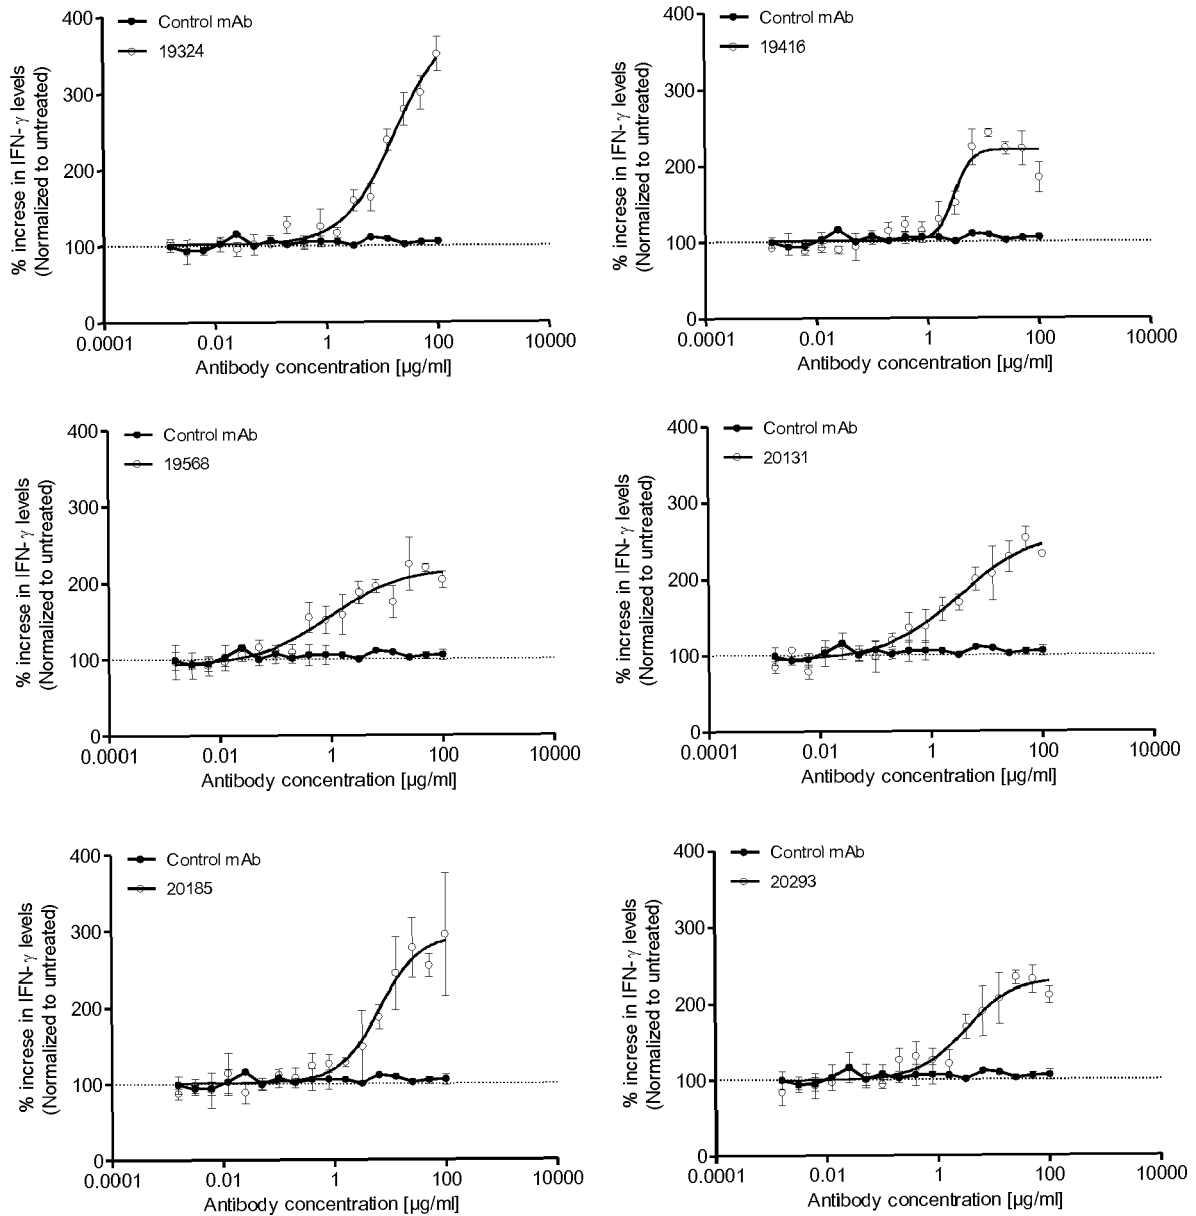 400
Control mAb
19324
300
200
100
0
% increse in IFN-γ levels
(Normalized to untreated)
0.0001
0.01
1
100
10000
Antibody concentration [µg/ml]
400
Control mAb
19416
300
200
100
0
% increse in IFN-γ levels
(Normalized to untreated)
0.0001
0.01
1
100
10000
Antibody concentration [µg/ml]
400
Control mAb
19568
300
200
100
0
% increse in IFN-γ levels
(Normalized to untreated)
0.0001
0.01
1
100
10000
Antibody concentration [µg/ml]
400
Control mAb
20131
300
200
100
0
% increse in IFN-γ levels
(Normalized to untreated)
0.0001
0.01
1
100
10000
Antibody concentration [µg/ml]
400
Control mAb
20185
300
200
100
0
% increse in IFN-γ levels
(Normalized to untreated)
0.0001
0.01
1
100
10000
Antibody concentration [µg/ml]
400
Control mAb
20293
300
200
100
0
% increse in IFN-γ levels
(Normalized to untreated)
0.0001
0.01
1
100
10000
Antibody concentration [µg/ml]